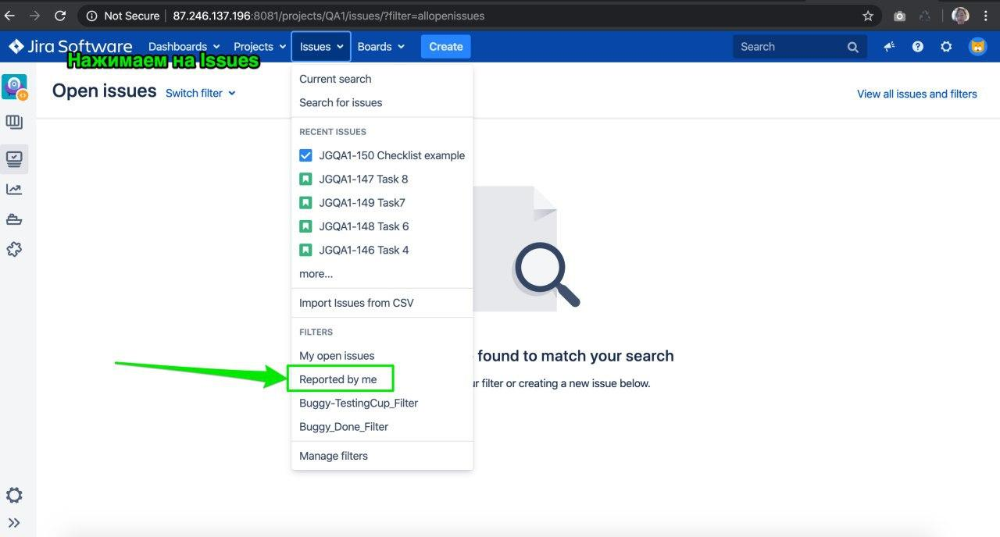 Not Secure 87.246.137.196:8081/projects/QA1/issues/?filter=allopenissues
Jira Software Dashboards Projects Issues Boards Create Search
Нажимаем на Issues
Open issues Switch filter
View all issues and filters
Current search
Search for issues
RECENT ISSUES
JGQA1-150 Checklist example
JGQA1-147 Task 8
JGQA1-149 Task7
JGQA1-148 Task 6
JGQA1-146 Task 4
more...
Import Issues from CSV
FILTERS
My open issues
Reported by me
Buggy-TestingCup_Filter
Buggy_Done_Filter
Manage filters
found to match your search
filter or creating a new issue below.